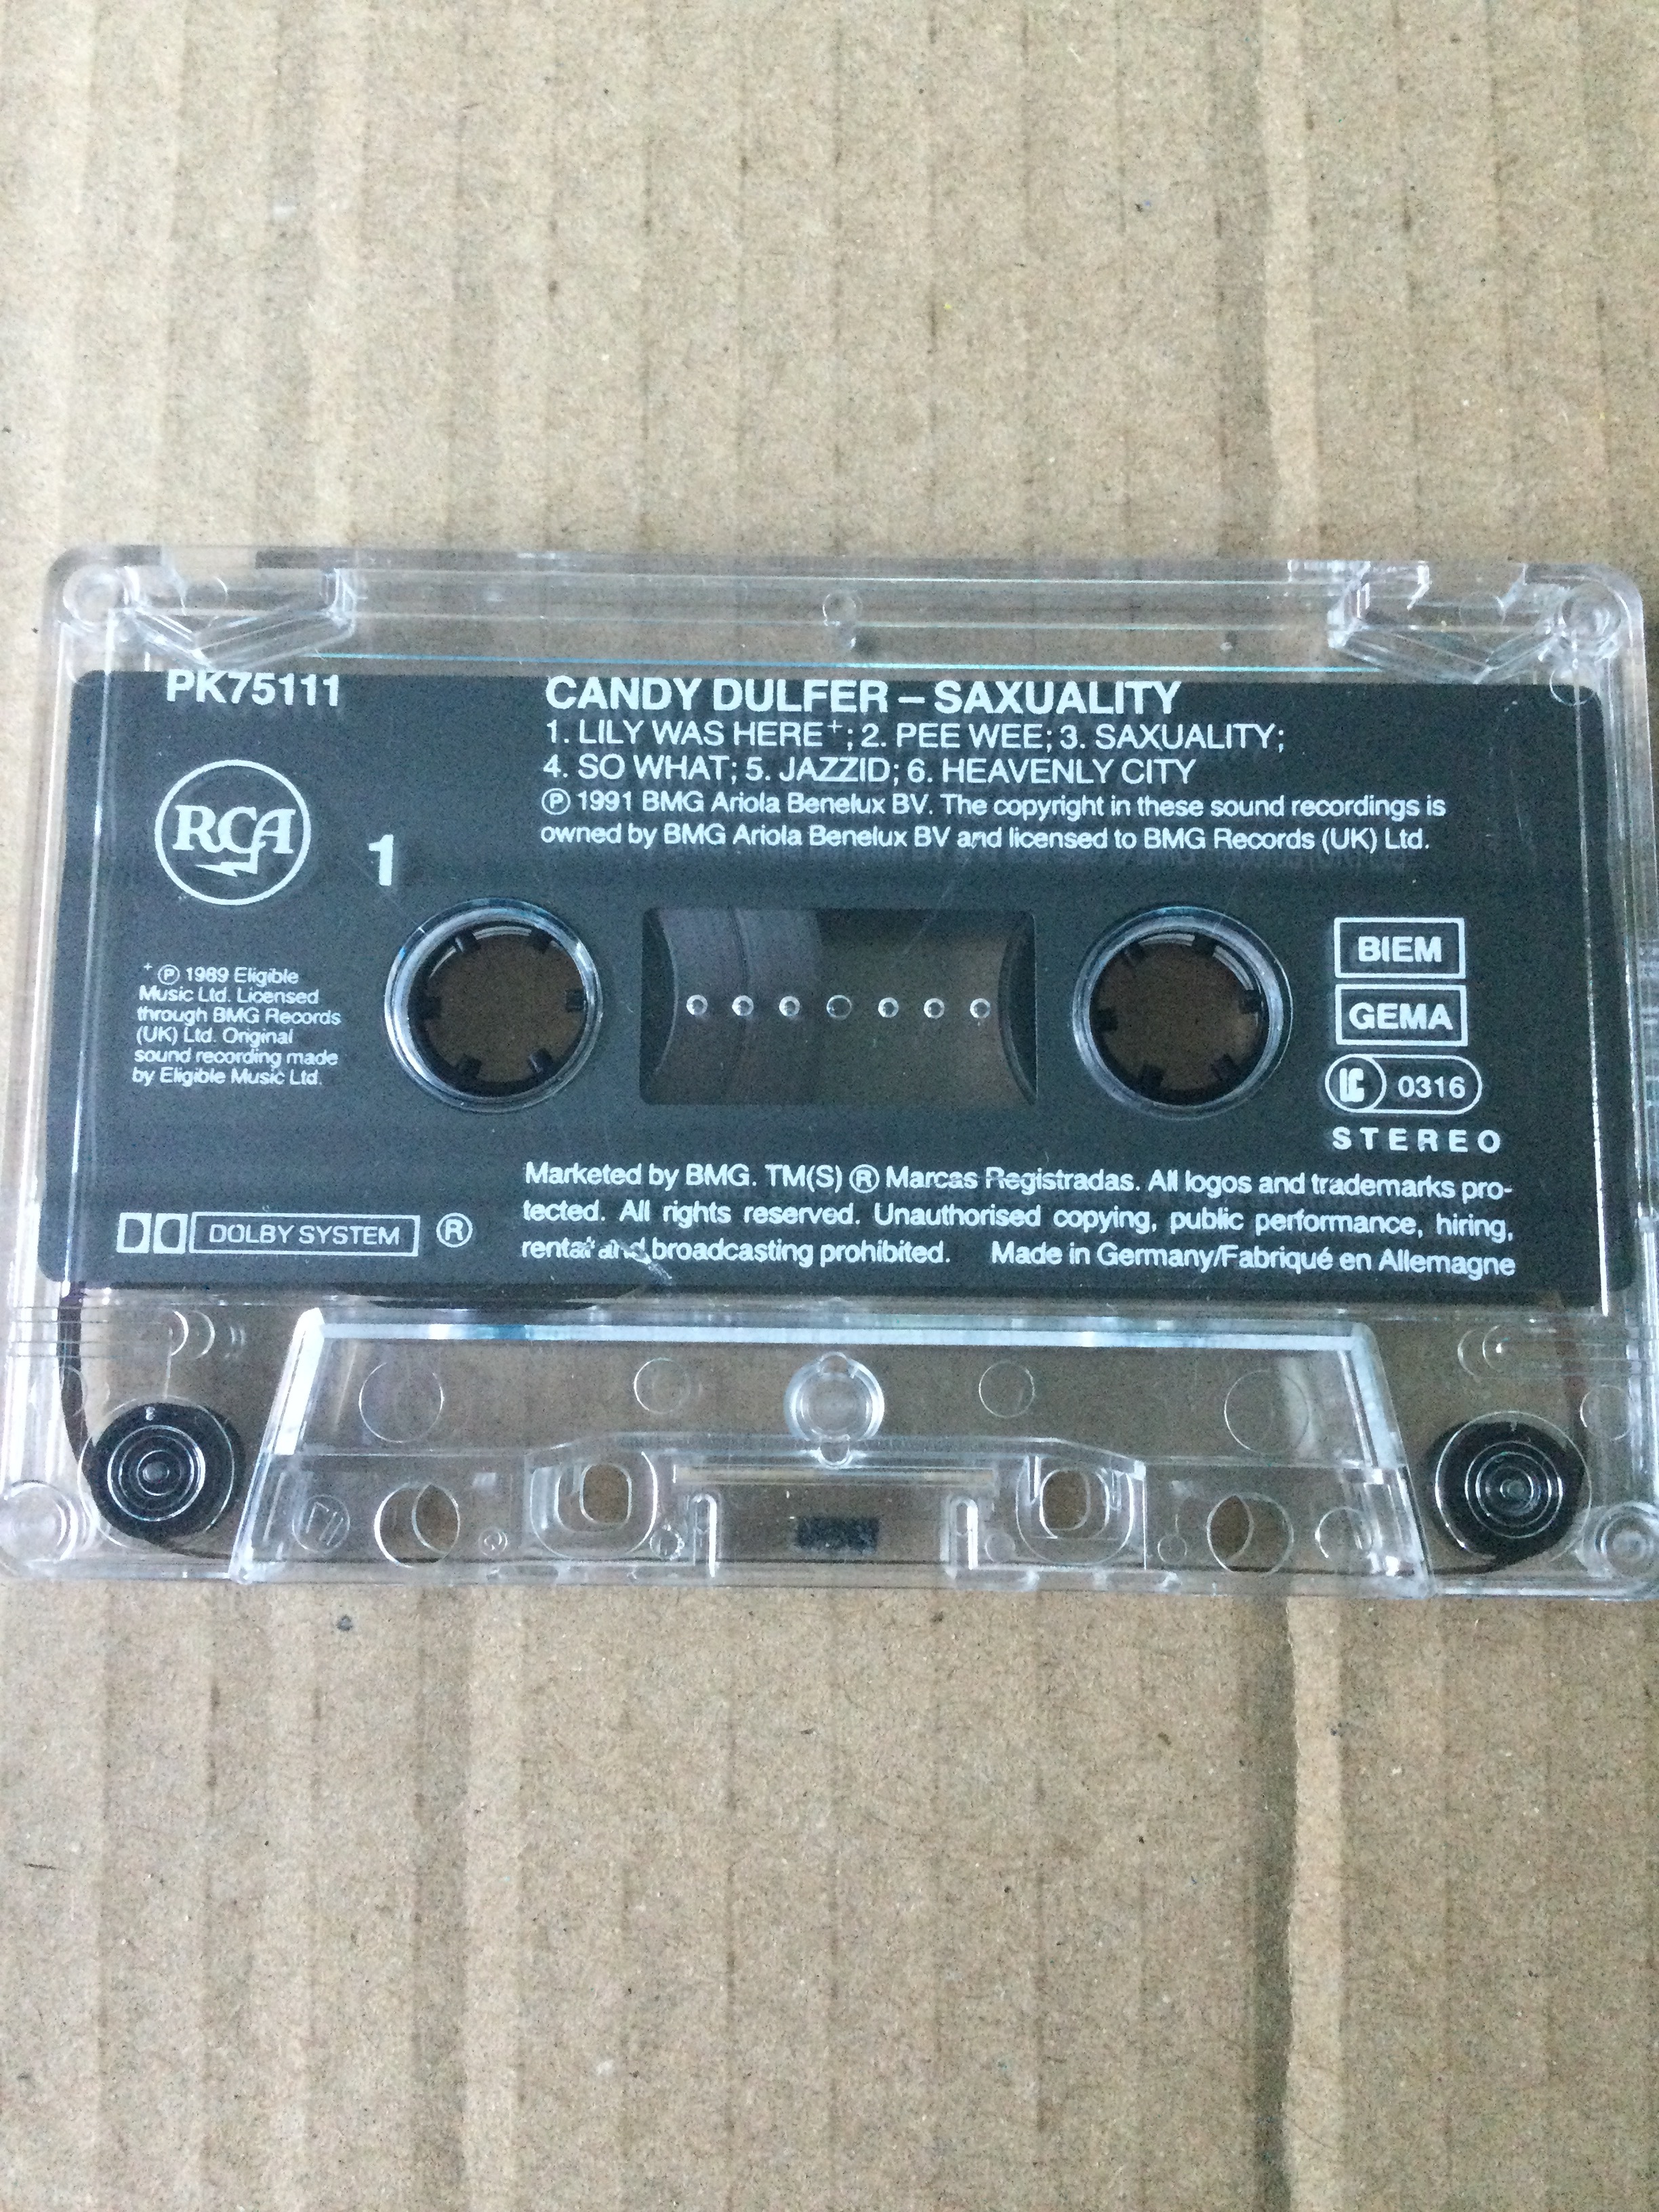 PK75111
CANDY DULFER – SAXUALITY
1. LILY WAS HERE⁺; 2. PEE WEE; 3. SAXUALITY;
4. SO WHAT; 5. JAZZID; 6. HEAVENLY CITY
Ⓟ 1991 BMG Ariola Benelux BV. The copyright in these sound recordings is
owned by BMG Ariola Benelux BV and licensed to BMG Records (UK) Ltd.
RCA
1
⁺ Ⓟ 1989 Eligible
Music Ltd. Licensed
through BMG Records
(UK) Ltd. Original
sound recording made
by Eligible Music Ltd.
BIEM
GEMA
LC 0316
STEREO
Marketed by BMG. TM(S) ® Marcas Registradas. All logos and trademarks pro-
tected. All rights reserved. Unauthorised copying, public performance, hiring,
rental and broadcasting prohibited. Made in Germany/Fabriqué en Allemagne
DOLBY SYSTEM ®